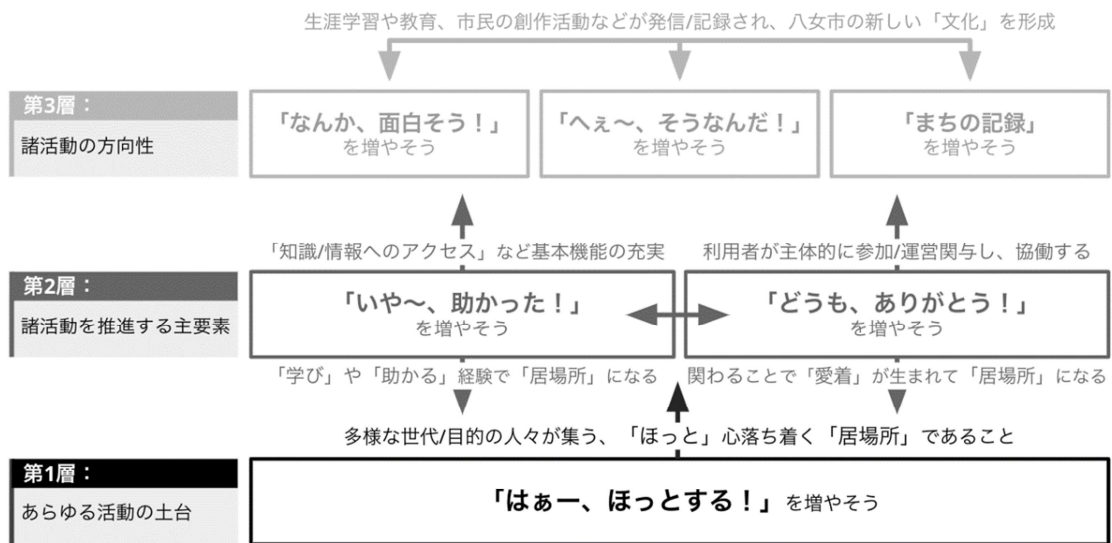 生涯学習や教育、市民の創作活動などが発信/記録され、八女市の新しい「文化」を形成
第3層：
諸活動の方向性
「なんか、面白そう！」
を増やそう
「へぇ〜、そうなんだ！」
を増やそう
「まちの記録」
を増やそう
「知識/情報へのアクセス」など基本機能の充実
利用者が主体的に参加/運営関与し、協働する
第2層：
諸活動を推進する主要素
「いや〜、助かった！」
を増やそう
「どうも、ありがとう！」
を増やそう
「学び」や「助かる」経験で「居場所」になる
関わることで「愛着」が生まれて「居場所」になる
多様な世代/目的の人々が集う、「ほっと」心落ち着く「居場所」であること
第1層：
あらゆる活動の土台
「はぁー、ほっとする！」を増やそう